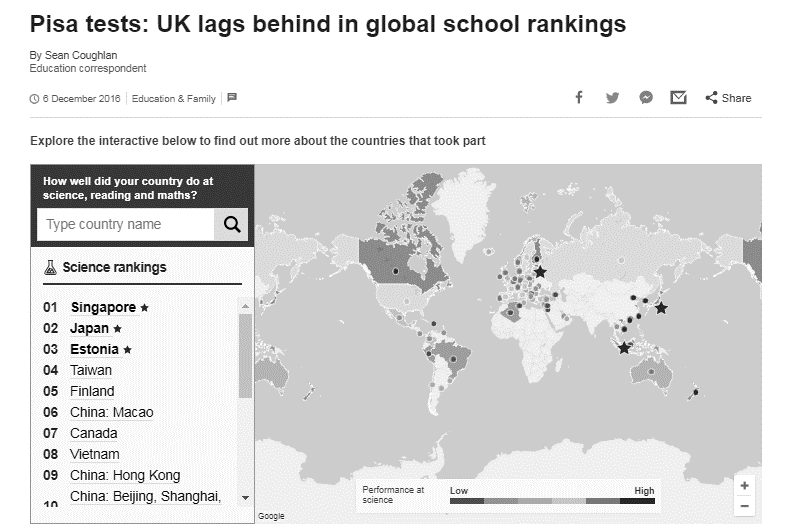 Pisa tests: UK lags behind in global school rankings
By Sean Coughlan
Education correspondent
6 December 2016 Education & Family
Share
Explore the interactive below to find out more about the countries that took part
How well did your country do at
science, reading and maths?
Type country name
Science rankings
01 Singapore ★
02 Japan ★
03 Estonia ★
04 Taiwan
05 Finland
06 China: Macao
07 Canada
08 Vietnam
09 China: Hong Kong
10 China: Beijing, Shanghai,
Performance at
science
Low High
Google